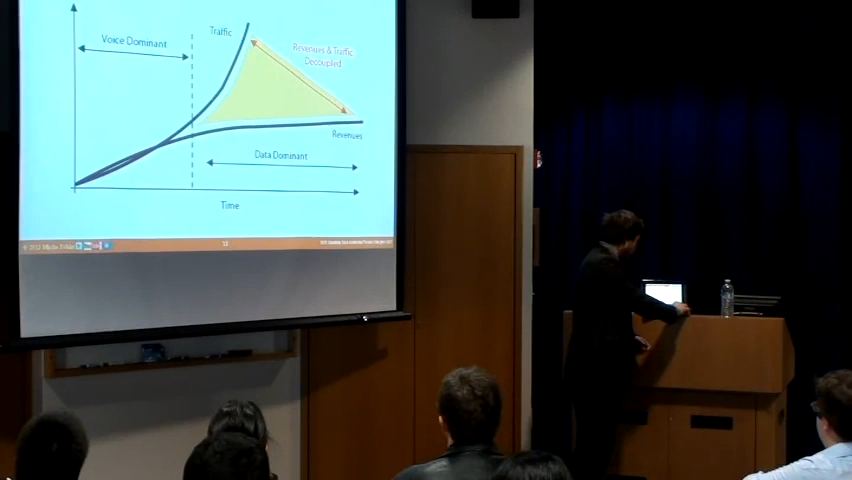 Traffic
Voice Dominant
Revenues & Traffic
Decoupled
Revenues
Data Dominant
Time